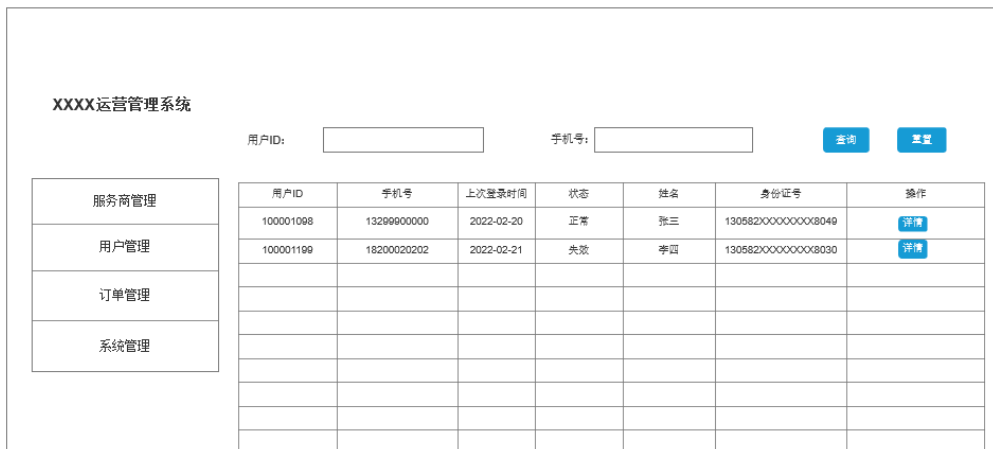 XXXX运营管理系统
用户ID: 手机号: 查询 重置
服务商管理
用户管理
订单管理
系统管理
用户ID 手机号 上次登录时间 状态 姓名 身份证号 操作
100001098 13299900000 2022-02-20 正常 张三 130582XXXXXXXX8049 详情
100001199 18200020202 2022-02-21 失效 李四 130582XXXXXXXX8030 详情